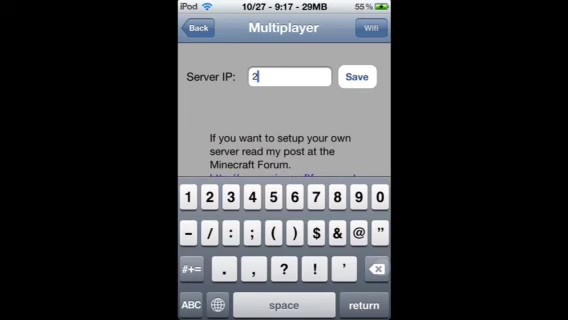 iPod 10/27 - 9:17 - 29MB 55 %
Back Multiplayer Wifi
Server IP: 2 Save
If you want to setup your own
server read my post at the
Minecraft Forum.
1 2 3 4 5 6 7 8 9 0
- / : ; ( ) $ & @ "
#+= . , ? ! '
ABC space return